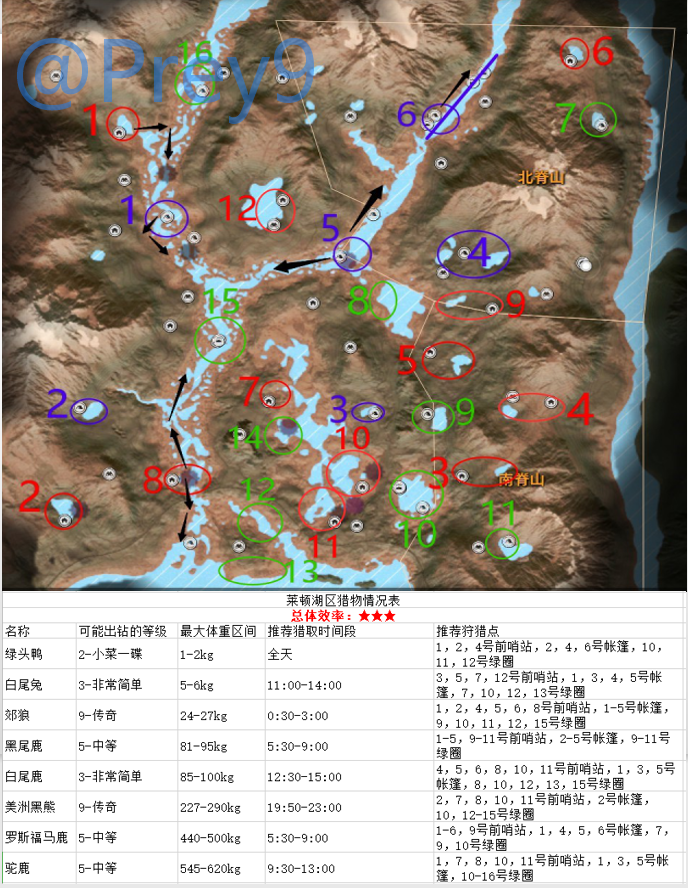 @Prey9
16
6
1
6
7
北脊山
1
12
5
4
15
8
9
5
2
7
3
9
4
14
10
8
3
南脊山
2
12
10
11
11
13
莱顿湖区猎物情况表
总体效率：★★★
名称 可能出钻的等级 最大体重区间 推荐猎取时间段 推荐狩猎点
绿头鸭 2-小菜一碟 1-2kg 全天 1，2，4号前哨站，2，4，6号帐篷，10，
11，12号绿圈
白尾兔 3-非常简单 5-6kg 11:00-14:00 3，5，7，12号前哨站，1，3，4，5号帐
篷，7，10，12，13号绿圈
郊狼 9-传奇 24-27kg 0:30-3:00 1，2，4，5，6，8号前哨站，1-5号帐篷，
9，10，11，12，15号绿圈
黑尾鹿 5-中等 81-95kg 5:30-9:00 1-5，9-11号前哨站，2-5号帐篷，9-11号
绿圈
白尾鹿 3-非常简单 85-100kg 12:30-15:00 4，5，6，8，10，11号前哨站，1，3，5号
帐篷，8，10，12，13，15号绿圈
美洲黑熊 9-传奇 227-290kg 19:50-23:00 2，7，8，10，11号前哨站，2号帐篷，
10，12-15号绿圈
罗斯福马鹿 5-中等 440-500kg 5:30-9:00 1-6，9号前哨站，1，4，5，6号帐篷，7，
9，10号绿圈
驼鹿 5-中等 545-620kg 9:30-13:00 1，7，8，10，11号前哨站，1，3，5号帐
篷，10-16号绿圈